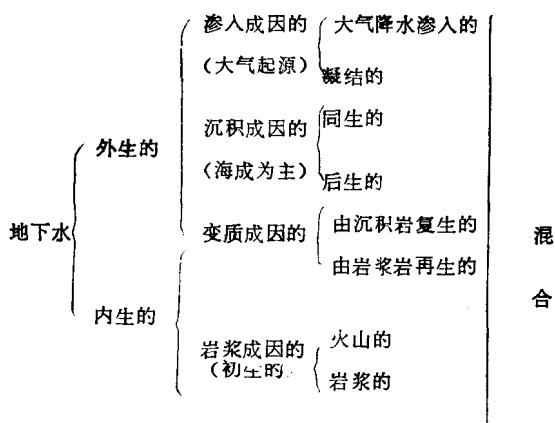 渗入成因的 大气降水渗入的
(大气起源) 凝结的
沉积成因的 同生的
外生的
(海成为主) 后生的
地下水 变质成因的 由沉积岩复生的 混
由岩浆岩再生的
内生的 合
岩浆成因的 火山的
(初生的 岩浆的